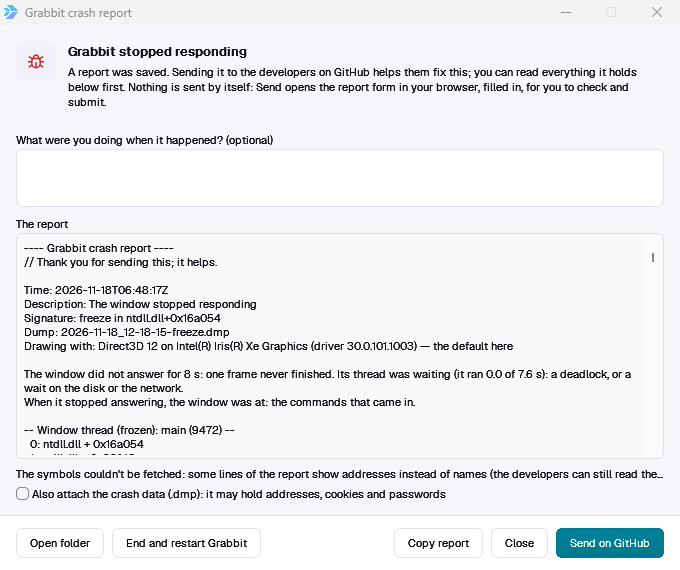 Grabbit crash report
Grabbit stopped responding
A report was saved. Sending it to the developers on GitHub helps them fix this; you can read everything it holds
below first. Nothing is sent by itself: Send opens the report form in your browser, filled in, for you to check and
submit.
What were you doing when it happened? (optional)
The report
---- Grabbit crash report ----
// Thank you for sending this; it helps.
Time: 2026-11-18T06:48:17Z
Description: The window stopped responding
Signature: freeze in ntdll.dll+0x16a054
Dump: 2026-11-18_12-18-15-freeze.dmp
Drawing with: Direct3D 12 on Intel(R) Iris(R) Xe Graphics (driver 30.0.101.1003) — the default here
The window did not answer for 8 s: one frame never finished. Its thread was waiting (it ran 0.0 of 7.6 s): a deadlock, or a
wait on the disk or the network.
When it stopped answering, the window was at: the commands that came in.
-- Window thread (frozen): main (9472) --
0: ntdll.dll + 0x16a054
The symbols couldn't be fetched: some lines of the report show addresses instead of names (the developers can still read the...
Also attach the crash data (.dmp): it may hold addresses, cookies and passwords
Open folder
End and restart Grabbit
Copy report
Close
Send on GitHub